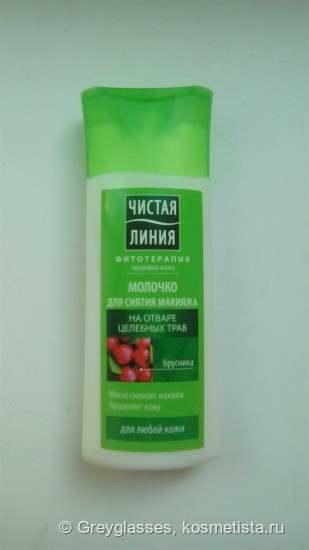 ЧИСТАЯ
ЛИНИЯ
ФИТОТЕРАПИЯ
здоровая кожа
МОЛОЧКО
ДЛЯ СНЯТИЯ МАКИЯЖА
НА ОТВАРЕ
ЦЕЛЕБНЫХ ТРАВ
брусника
Мягко снимает макияж
Увлажняет кожу
для любой кожи
© Greyglasses, kosmetista.ru